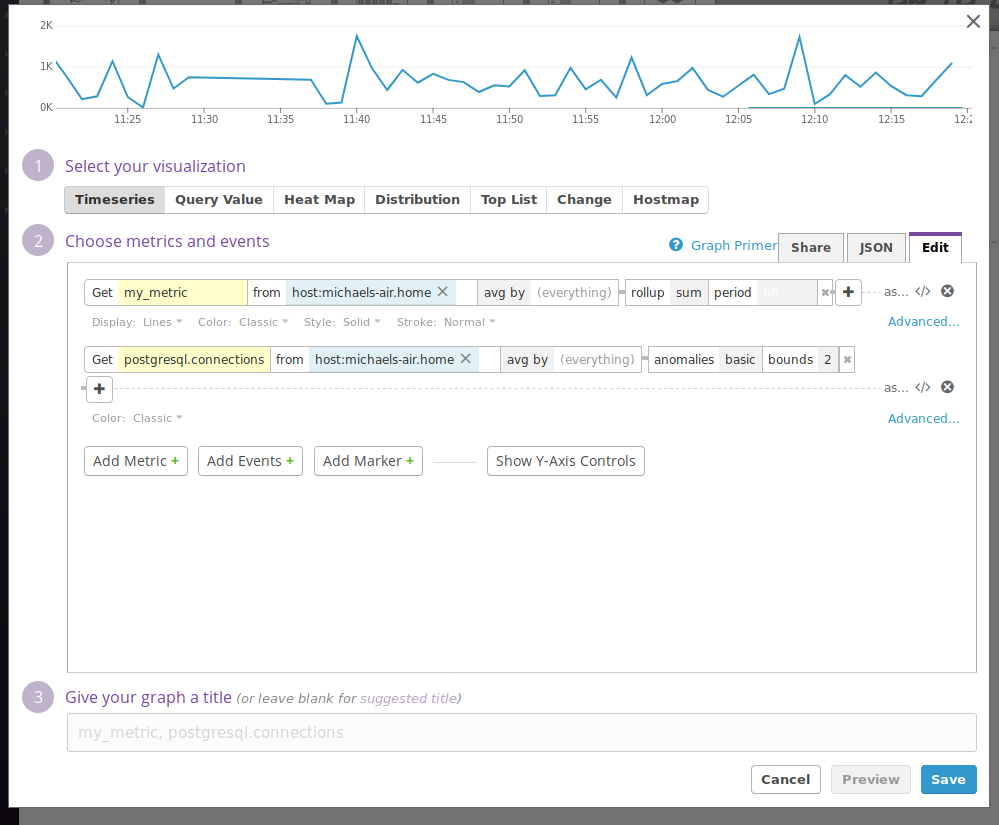 2K
1K
0K
11:25 11:30 11:35 11:40 11:45 11:50 11:55 12:00 12:05 12:10 12:15
1 Select your visualization
Timeseries Query Value Heat Map Distribution Top List Change Hostmap
2 Choose metrics and events
? Graph Primer Share JSON Edit
Get my_metric from host:michaels-air.home avg by (everything) rollup sum period 60 + as... </>
Display: Lines Color: Classic Style: Solid Stroke: Normal Advanced...
Get postgresql.connections from host:michaels-air.home avg by (everything) anomalies basic bounds 2
+ as... </>
Color: Classic Advanced...
Add Metric + Add Events + Add Marker + Show Y-Axis Controls
3 Give your graph a title (or leave blank for suggested title)
my_metric, postgresql.connections
Cancel Preview Save